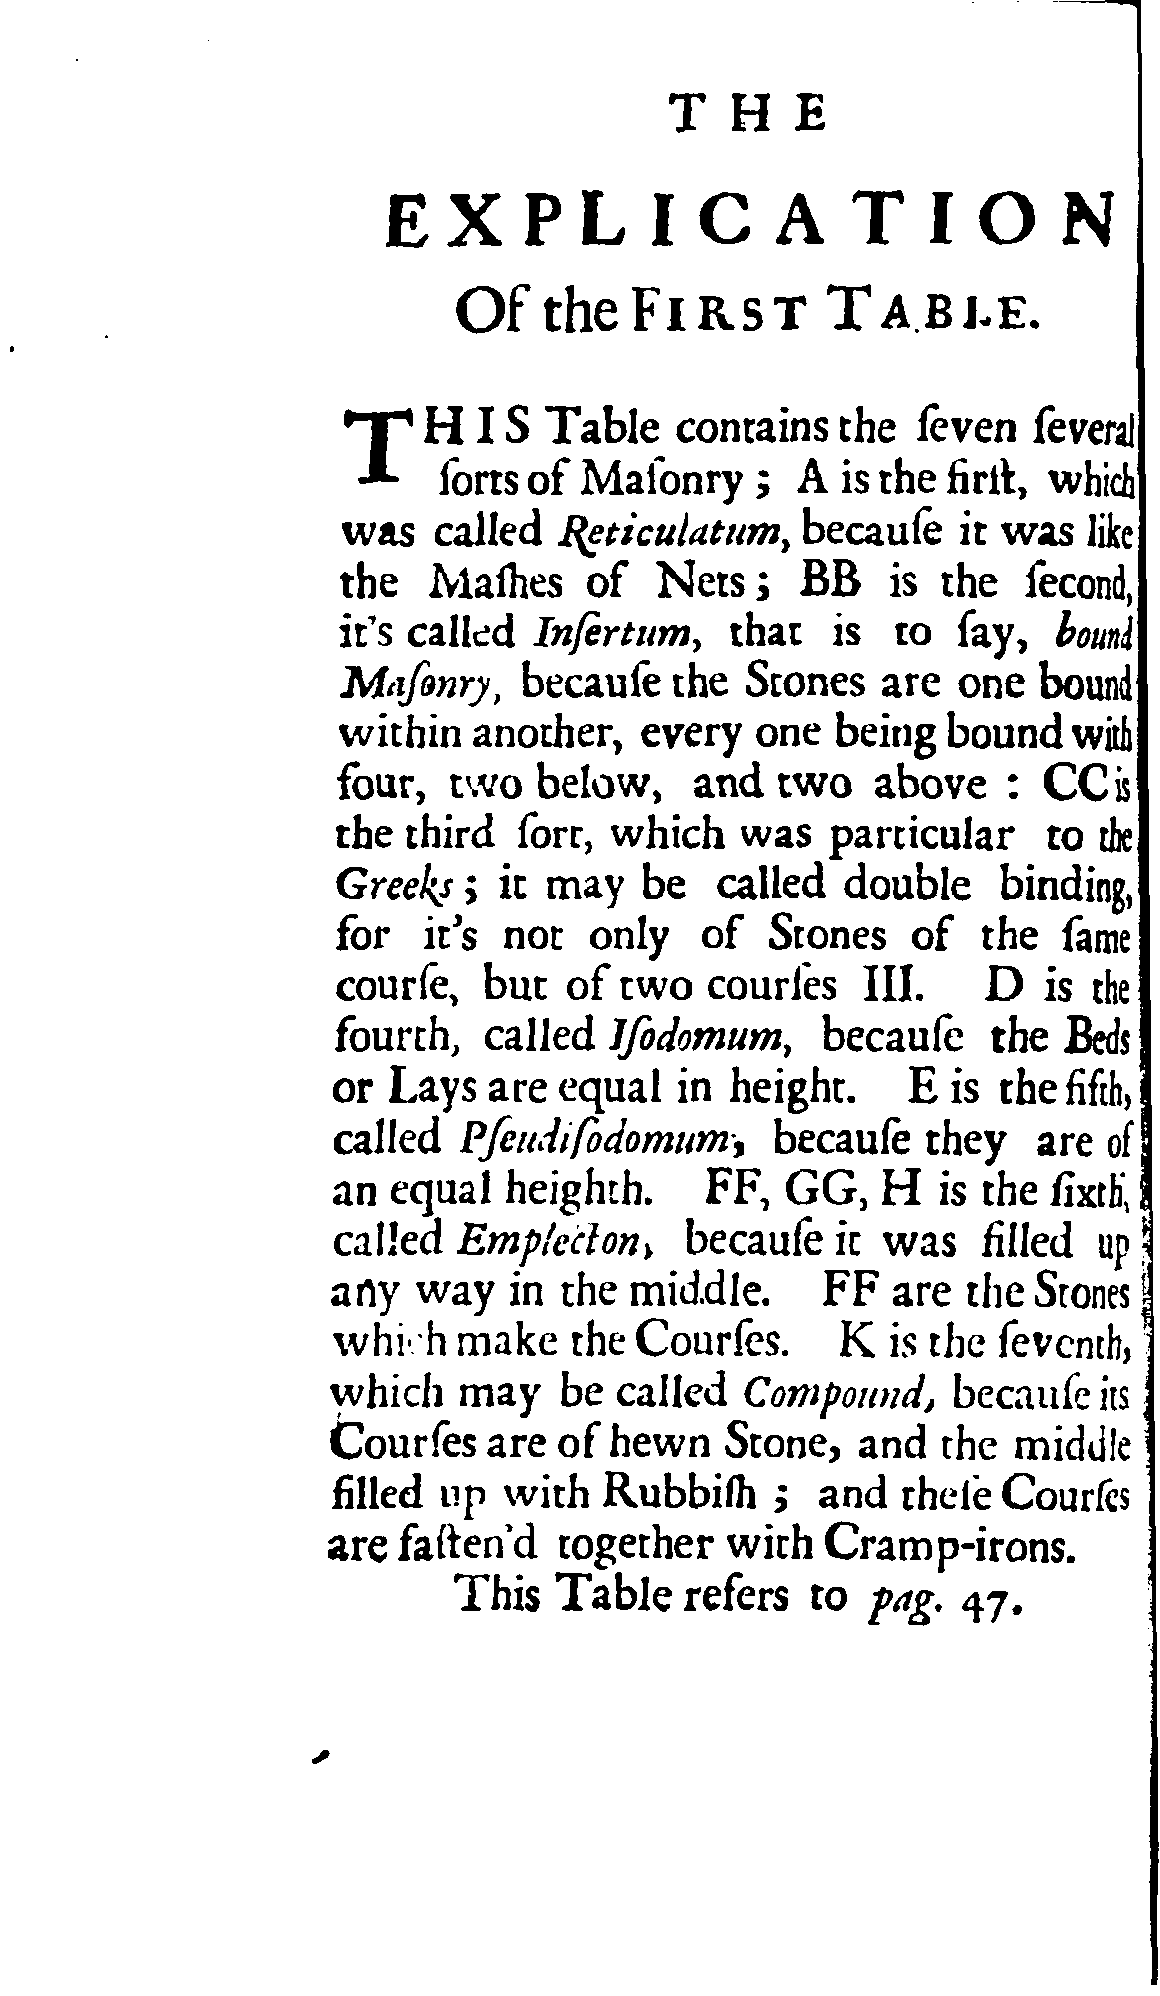 THE
EXPLICATION
Of the FIRST TABLE.
THIS Table contains the ſeven ſeveral
ſorts of Maſonry ; A is the firſt, which
was called Reticulatum, becauſe it was like
the Maſhes of Nets ; BB is the ſecond,
it's called Inſertum, that is to ſay, bound
Maſonry, becauſe the Stones are one bound
within another, every one being bound with
four, two below, and two above : CC is
the third ſort, which was particular to the
Greeks ; it may be called double binding,
for it's not only of Stones of the ſame
courſe, but of two courſes III. D is the
fourth, called Iſodomum, becauſe the Beds
or Lays are equal in height. E is the fifth,
called Pſeudiſodomum, becauſe they are of
an equal heighth. FF, GG, H is the ſixth,
called Emplecton, becauſe it was filled up
any way in the middle. FF are the Stones
which make the Courſes. K is the ſeventh,
which may be called Compound, becauſe its
Courſes are of hewn Stone, and the middle
filled up with Rubbiſh ; and theſe Courſes
are faſten'd together with Cramp-irons.
This Table refers to pag. 47.